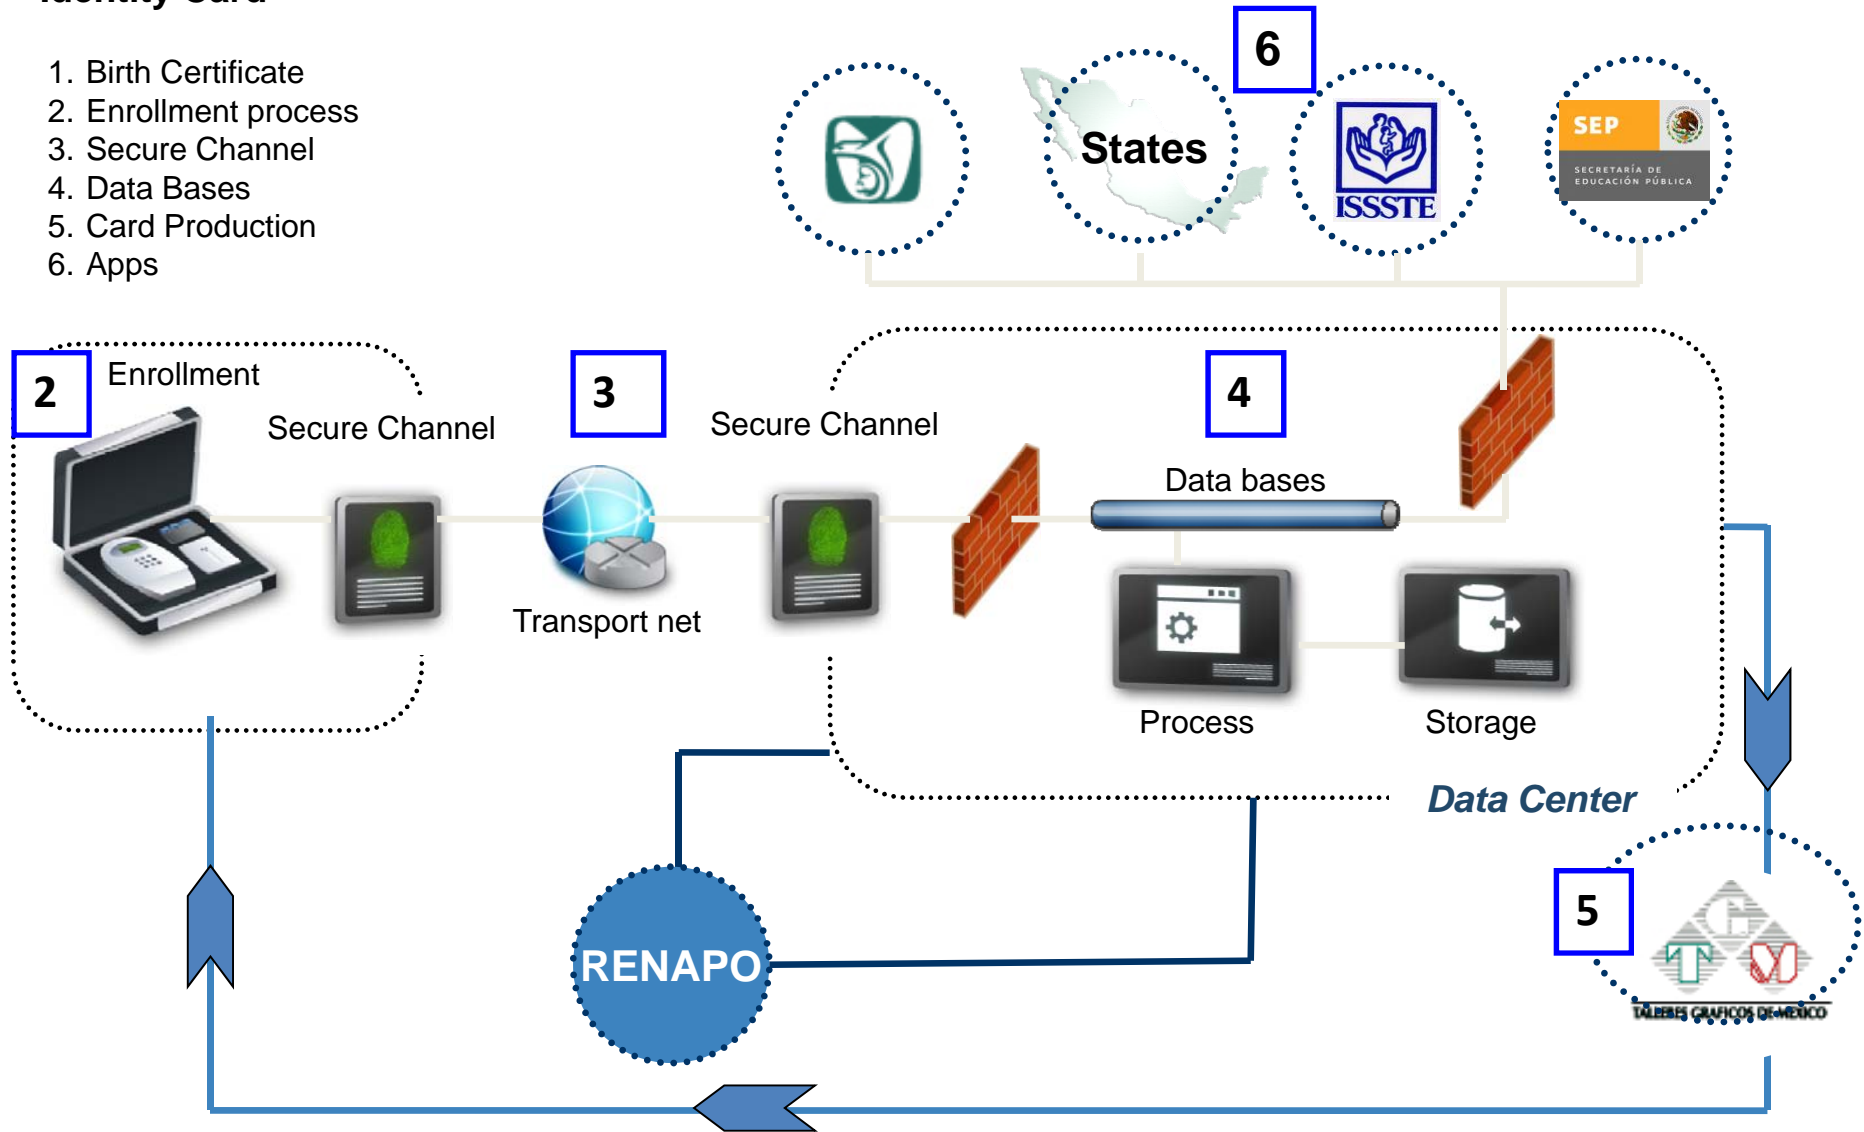 Identity Card
1. Birth Certificate
2. Enrollment process
3. Secure Channel
4. Data Bases
5. Card Production
6. Apps
6
States
ISSSTE
SEP
SECRETARÍA DE
EDUCACIÓN PÚBLICA
2
Enrollment
Secure Channel
3
Transport net
Secure Channel
4
Data bases
Process
Storage
Data Center
RENAPO
5
T G M
TALLERES GRAFICOS DE MEXICO